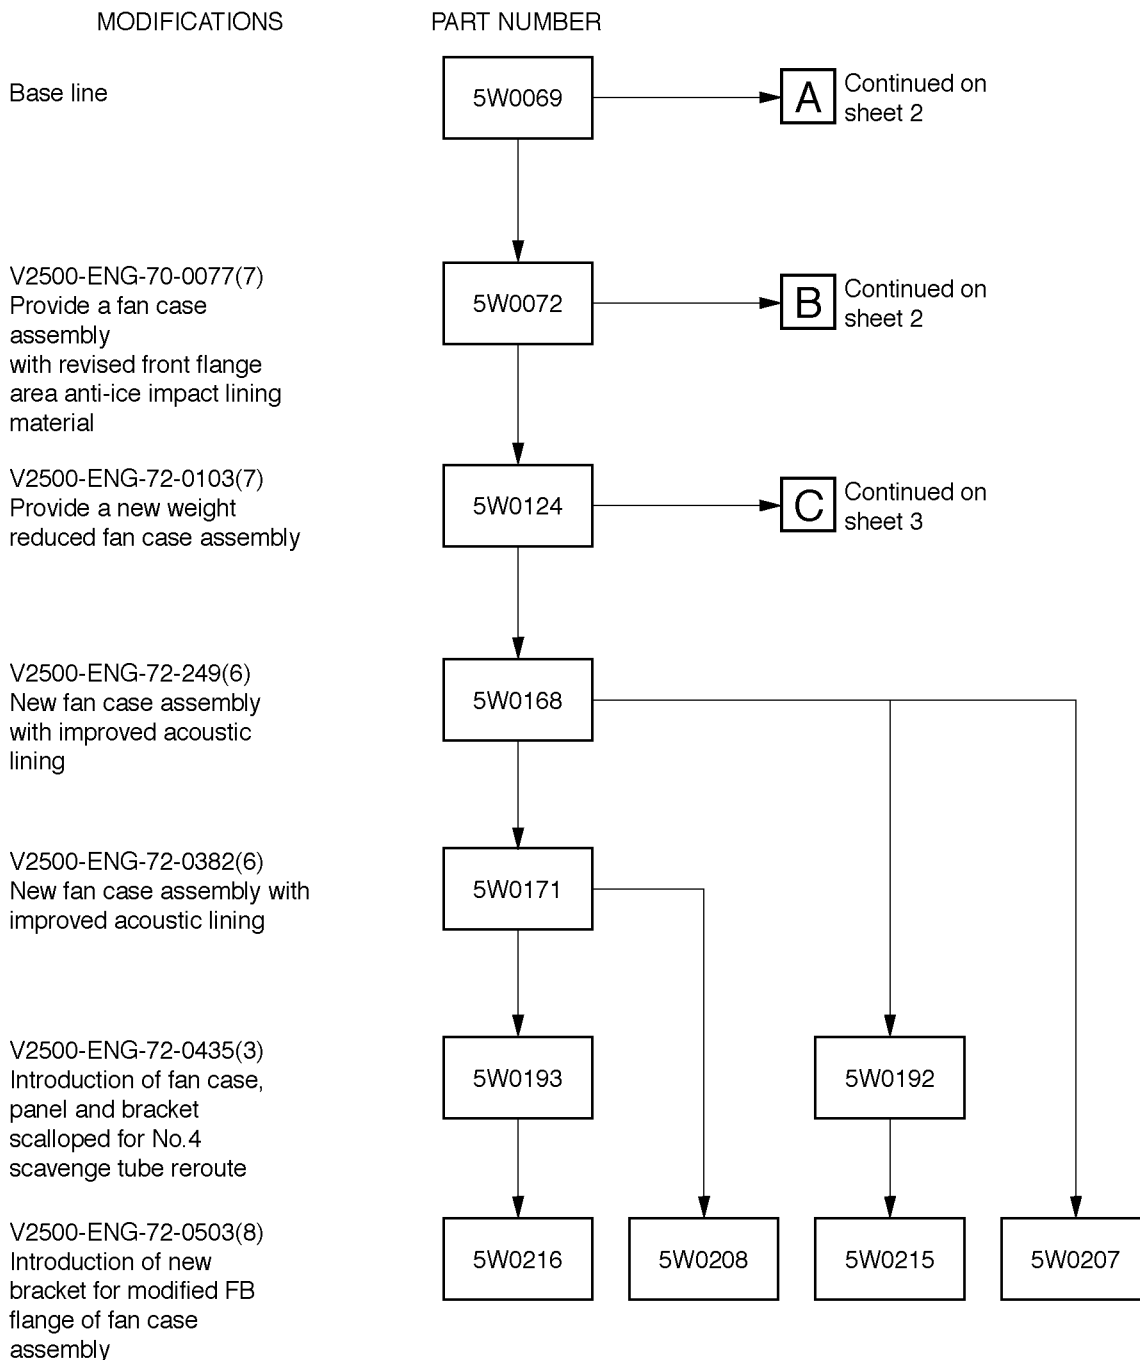 MODIFICATIONS
PART NUMBER
Base line
5W0069
A
Continued on
sheet 2
V2500-ENG-70-0077(7)
Provide a fan case
assembly
with revised front flange
area anti-ice impact lining
material
5W0072
B
Continued on
sheet 2
V2500-ENG-72-0103(7)
Provide a new weight
reduced fan case assembly
5W0124
C
Continued on
sheet 3
V2500-ENG-72-249(6)
New fan case assembly
with improved acoustic
lining
5W0168
V2500-ENG-72-0382(6)
New fan case assembly with
improved acoustic lining
5W0171
V2500-ENG-72-0435(3)
Introduction of fan case,
panel and bracket
scalloped for No.4
scavenge tube reroute
5W0193
5W0192
V2500-ENG-72-0503(8)
Introduction of new
bracket for modified FB
flange of fan case
assembly
5W0216
5W0208
5W0215
5W0207